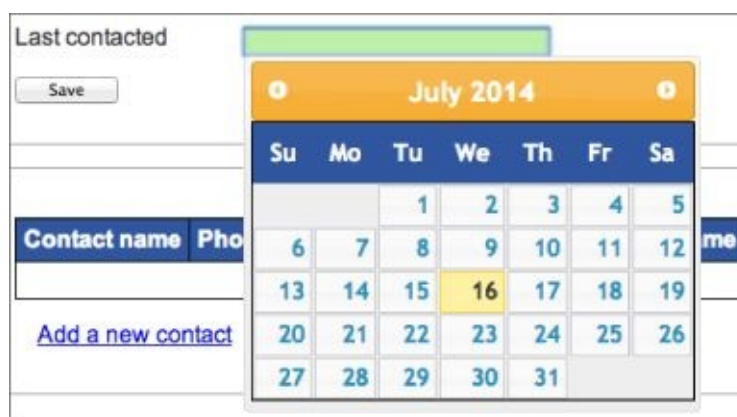 Last contacted
Save
July 2014
Su Mo Tu We Th Fr Sa
1 2 3 4 5
6 7 8 9 10 11 12
13 14 15 16 17 18 19
20 21 22 23 24 25 26
27 28 29 30 31
Contact name Pho me
Add a new contact